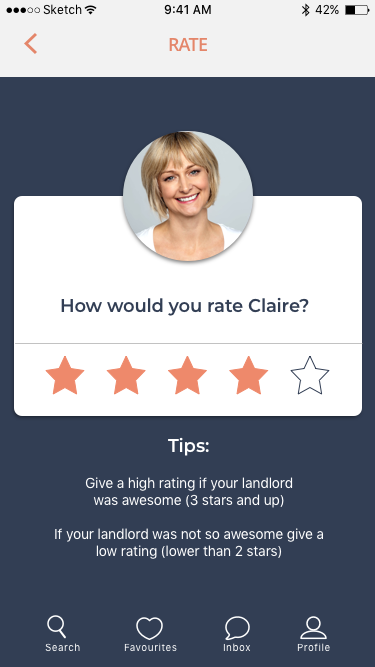 Sketch 9:41 AM 42%
RATE
How would you rate Claire?
Tips:
Give a high rating if your landlord
was awesome (3 stars and up)
If your landlord was not so awesome give a
low rating (lower than 2 stars)
Search Favourites Inbox Profile